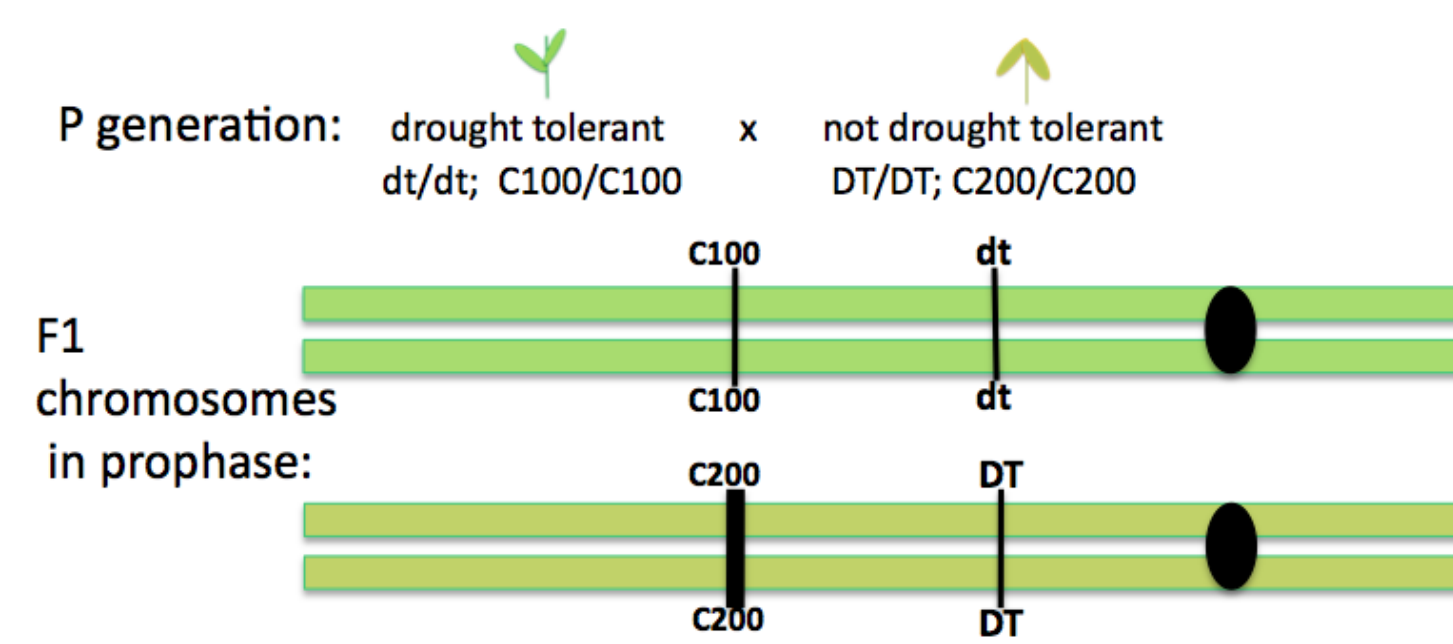 P generation: drought tolerant x not drought tolerant
dt/dt; C100/C100 DT/DT; C200/C200
C100 dt
F1
chromosomes
in prophase:
C100 dt
C200 DT
C200 DT